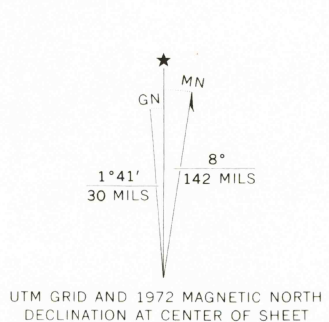 ★
MN
GN
1°41'
30 MILS
8°
142 MILS
UTM GRID AND 1972 MAGNETIC NORTH
DECLINATION AT CENTER OF SHEET